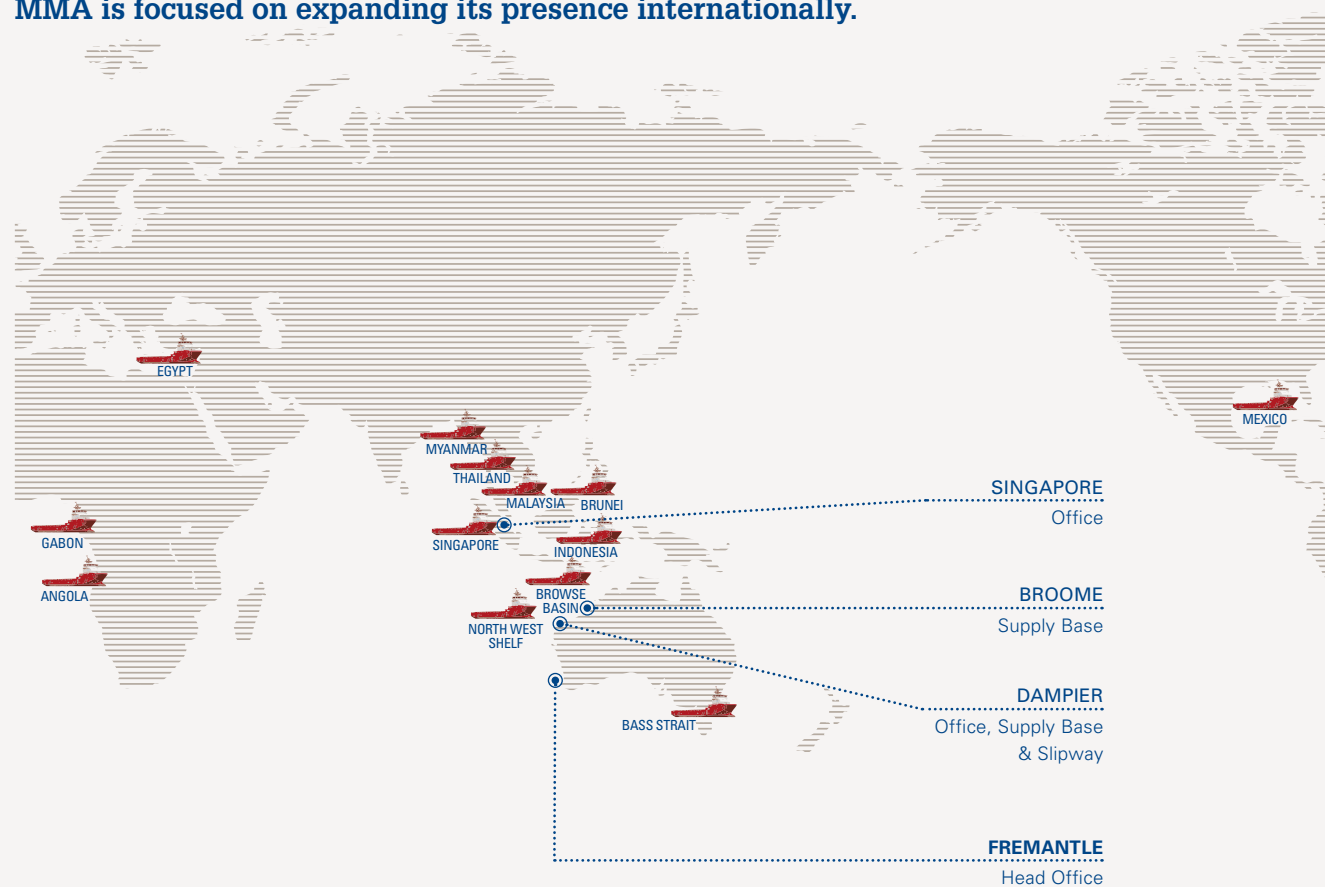 MMA is focused on expanding its presence internationally.
EGYPT
MEXICO
MYANMAR
THAILAND
MALAYSIA
BRUNEI
SINGAPORE
Office
GABON
SINGAPORE
INDONESIA
ANGOLA
BROWSE
BASIN
BROOME
Supply Base
NORTH WEST
SHELF
DAMPIER
Office, Supply Base
& Slipway
BASS STRAIT
FREMANTLE
Head Office